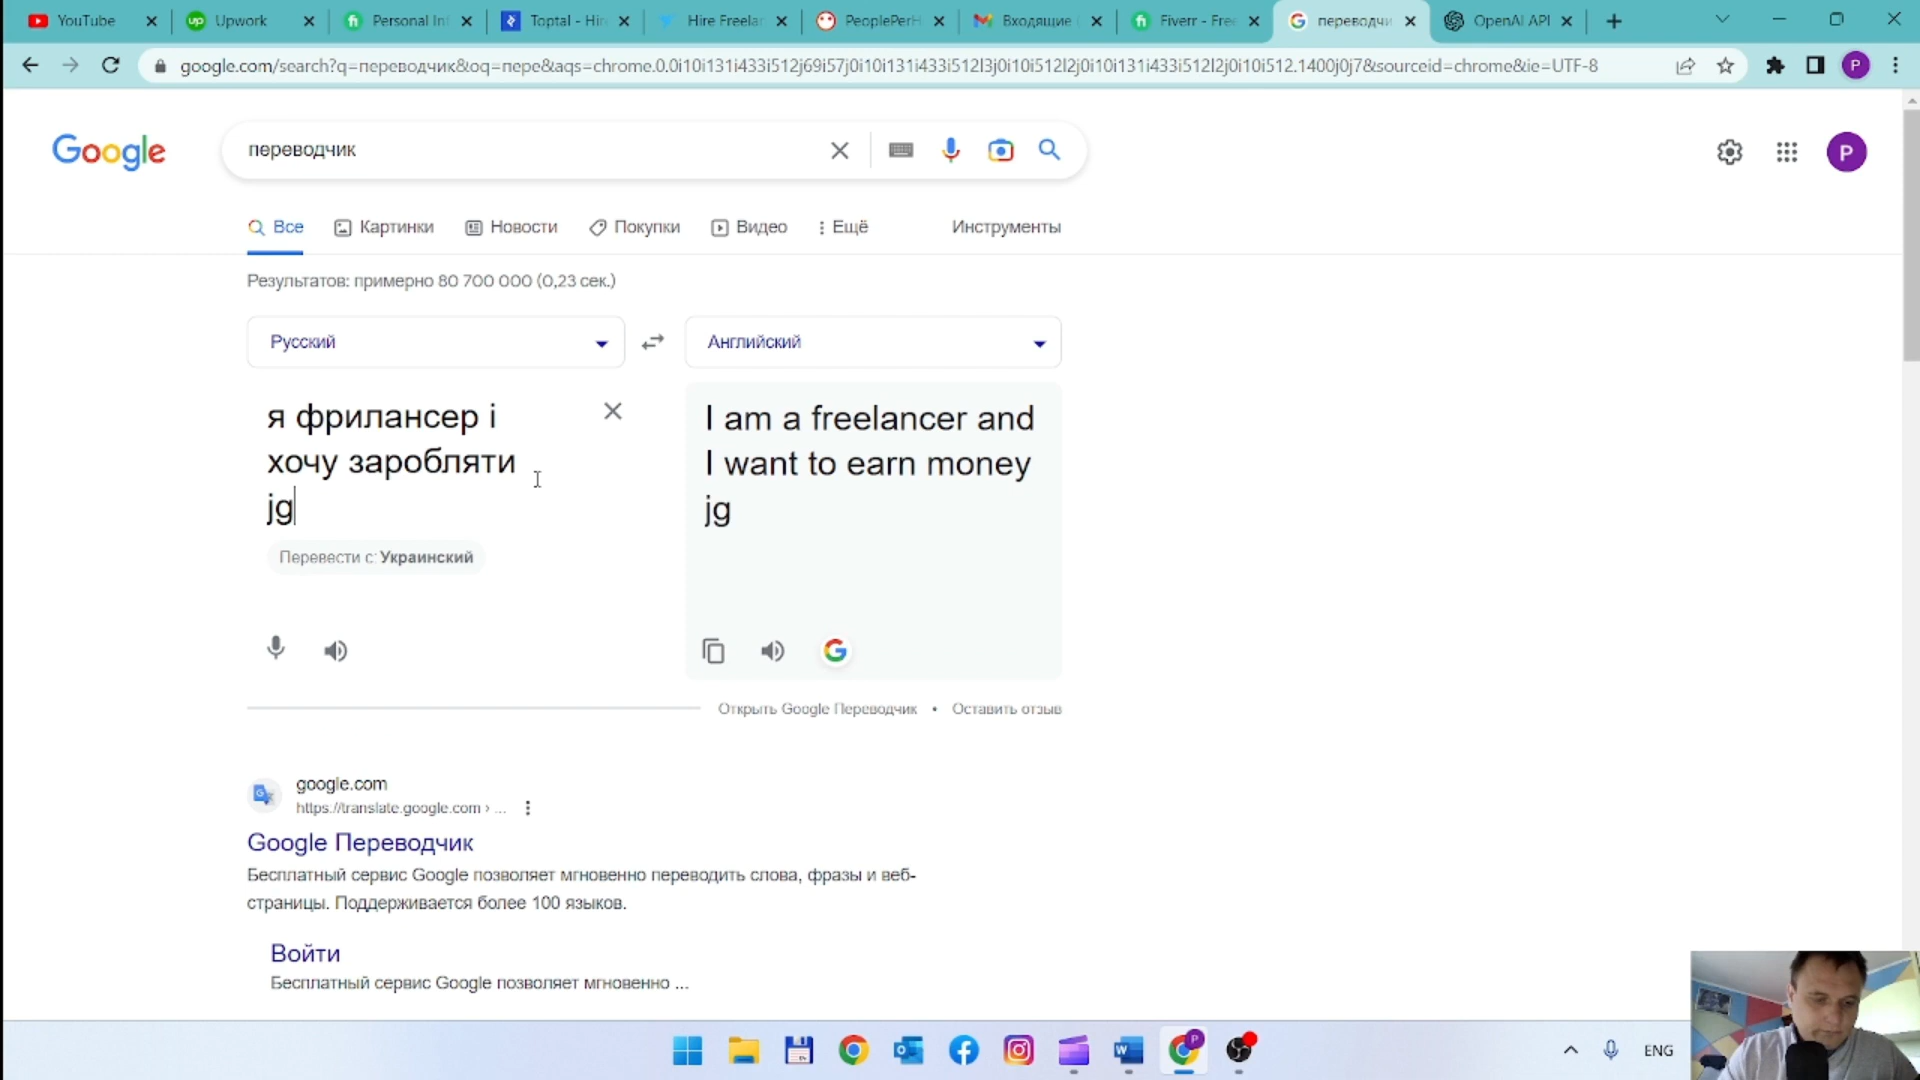 YouTube
Upwork
Personal In
Toptal - Hir
Hire Freelan
PeoplePerH
Входящие
Fiverr - Free
переводчи
OpenAI API
google.com/search?q=переводчик&oq=пере&aqs=chrome.0.0i10i131i433i512j69i57j0i10i131i433i512l3j0i10i512l2j0i10i131i433i512l2j0i10i512.1400j0j7&sourceid=chrome&ie=UTF-8
P
Google
переводчик
P
Все
Картинки
Новости
Покупки
Видео
Ещё
Инструменты
Результатов: примерно 80 700 000 (0,23 сек.)
Русский
Английский
я фрилансер і
хочу заробляти
jg
I am a freelancer and
I want to earn money
jg
Перевести с: Украинский
Открыть Google Переводчик • Оставить отзыв
google.com
https://translate.google.com › ...
Google Переводчик
Бесплатный сервис Google позволяет мгновенно переводить слова, фразы и веб-
страницы. Поддерживается более 100 языков.
Войти
Бесплатный сервис Google позволяет мгновенно ...
ENG